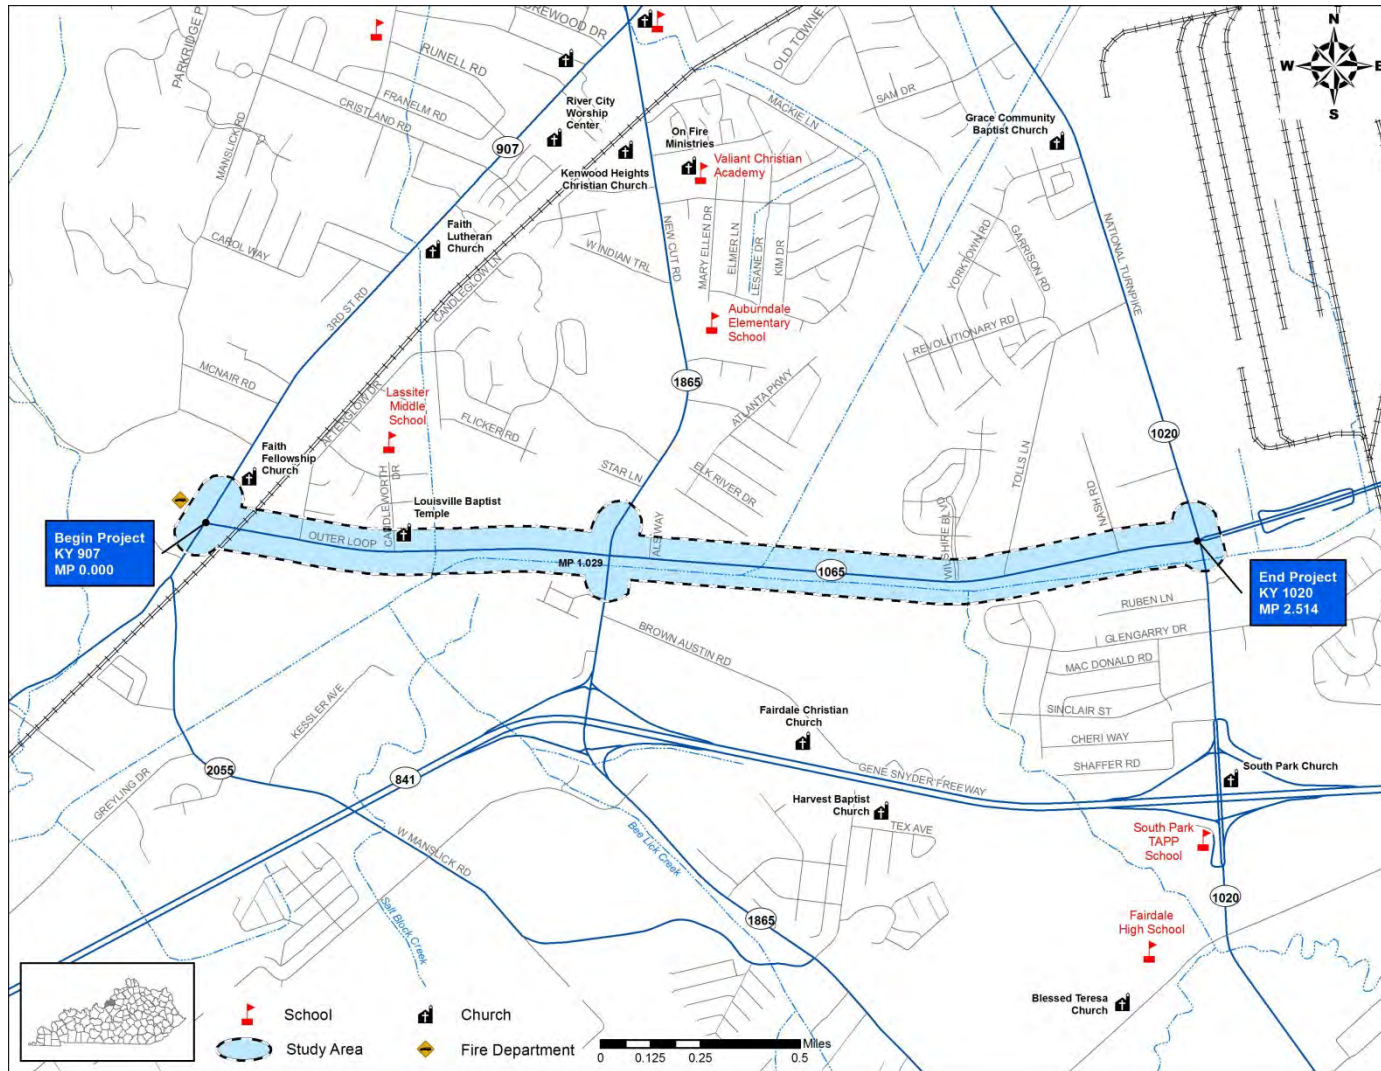 OREWOOD DR
PARKRIDGE P
RUNELL RD
OLD TOWNE
N
W
E
S
FRANELM RD
CRISTLAND RD
MANSLICK RD
River City
Worship
Center
907
MACKIE LN
SAM DR
Grace Community
Baptist Church
On Fire
Ministries
Valiant Christian
Academy
Kenwood Heights
Christian Church
CAROL WAY
Faith
Lutheran
Church
W INDIAN TRL
NEW CUT RD
MARY ELLEN DR
ELMER LN
LESANE DR
KIM DR
YORKTOWN RD
GARRISON RD
NATIONAL TURNPIKE
3RD ST RD
CANDLEGLOW LN
Auburndale
Elementary
School
REVOLUTIONARY RD
MCNAIR RD
1865
AFTERGLOW DR
Lassiter
Middle
School
FLICKER RD
ATLANTA PKWY
1020
Faith
Fellowship
Church
CANDLEWORTH
DR
STAR LN
ELK RIVER DR
TOLLS LN
NASH RD
WILSHIRE BLVD
Louisville Baptist
Temple
OUTER LOOP
ALS WAY
MP 1.029
1065
Begin Project
KY 907
MP 0.000
End Project
KY 1020
MP 2.514
RUBEN LN
GLENGARRY DR
BROWN AUSTIN RD
MAC DONALD RD
KESSLER AVE
SINCLAIR ST
Fairdale Christian
Church
CHERI WAY
SHAFFER RD
2055
841
GENE SNYDER FREEWAY
South Park Church
GREYLING DR
Harvest Baptist
Church
TEX AVE
South Park
TAPP
School
W MANSLICK RD
Bee Lick Creek
1020
1865
Salt Block Creek
Fairdale
High School
Blessed Teresa
Church
School
Church
Study Area
Fire Department
Miles
0
0.125
0.25
0.5